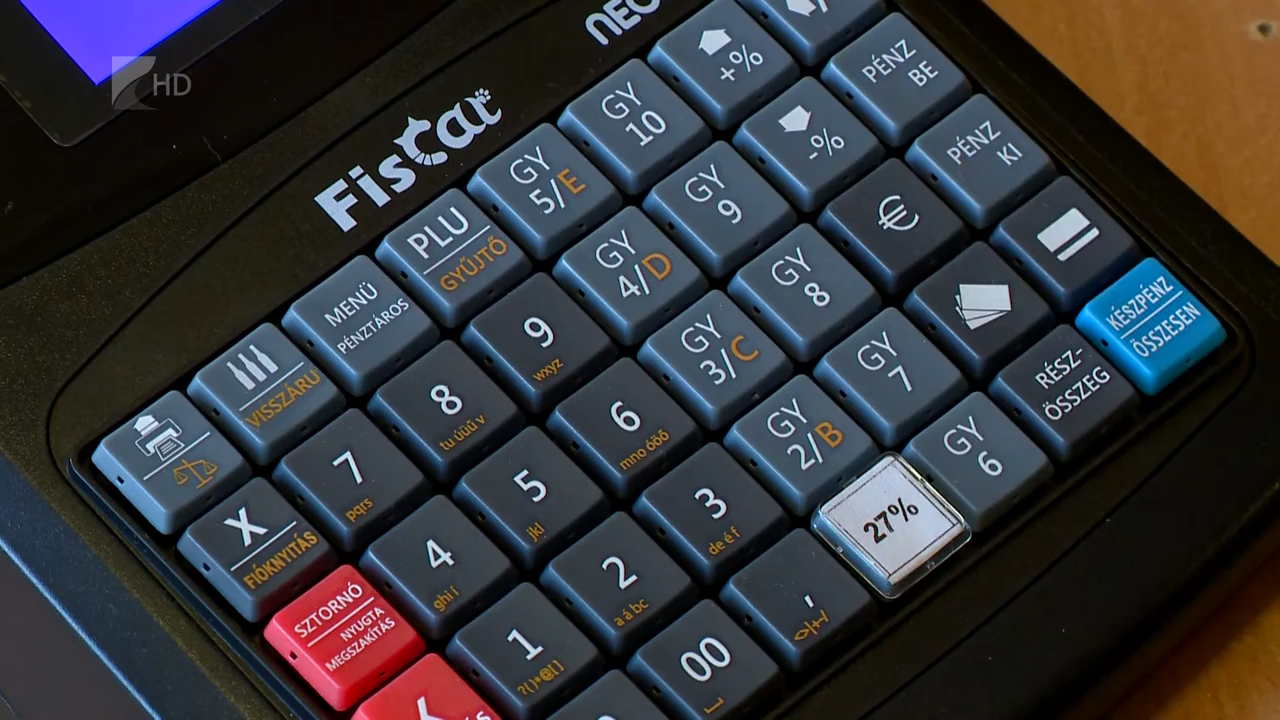 HD
NEO
Fiscat
+%
PÉNZ
BE
GY
10
-%
PÉNZ
KI
GY
5/E
GY
9
€
PLU
GYŰJTŐ
GY
4/D
GY
8
KÉSZPÉNZ
ÖSSZESEN
MENÜ
PÉNZTÁROS
9
wxyz
GY
3/C
GY
7
RÉSZ-
ÖSSZEG
VISSZÁRU
8
tu úüű v
6
mno óöő
GY
2/B
GY
6
7
pqrs
5
jkl
3
de é f
27%
X
FIÓKNYITÁS
4
ghi í
2
a á bc
,
<>|+-/
SZTORNÓ
NYUGTA
MEGSZAKÍTÁS
1
?()*@[]
00